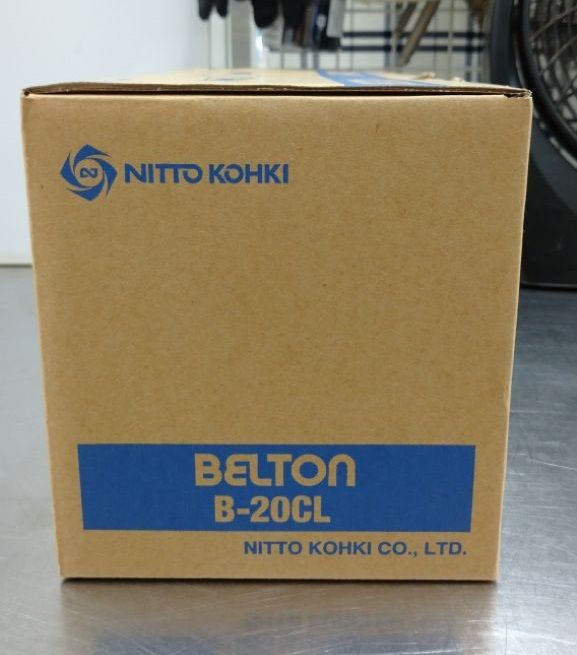 NITTO KOHKI
BELTON
B-20CL
NITTO KOHKI CO., LTD.